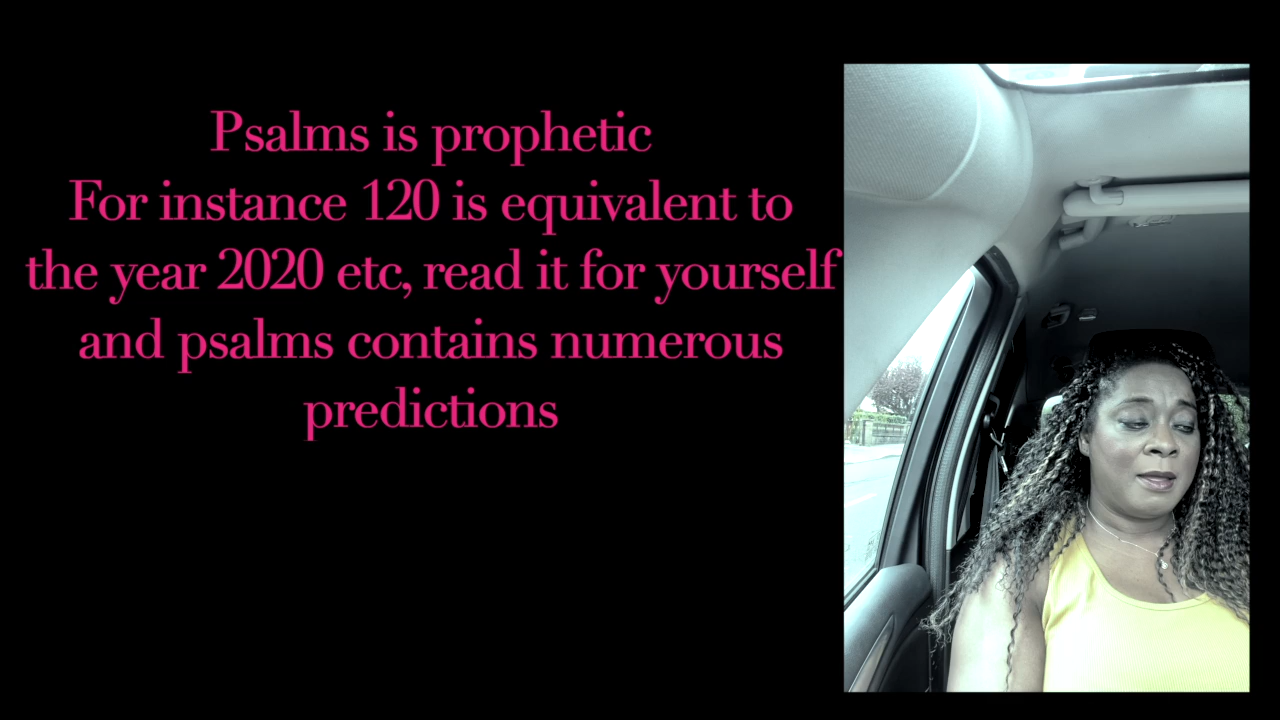 Psalms is prophetic
For instance 120 is equivalent to
the year 2020 etc, read it for yourself
and psalms contains numerous
predictions